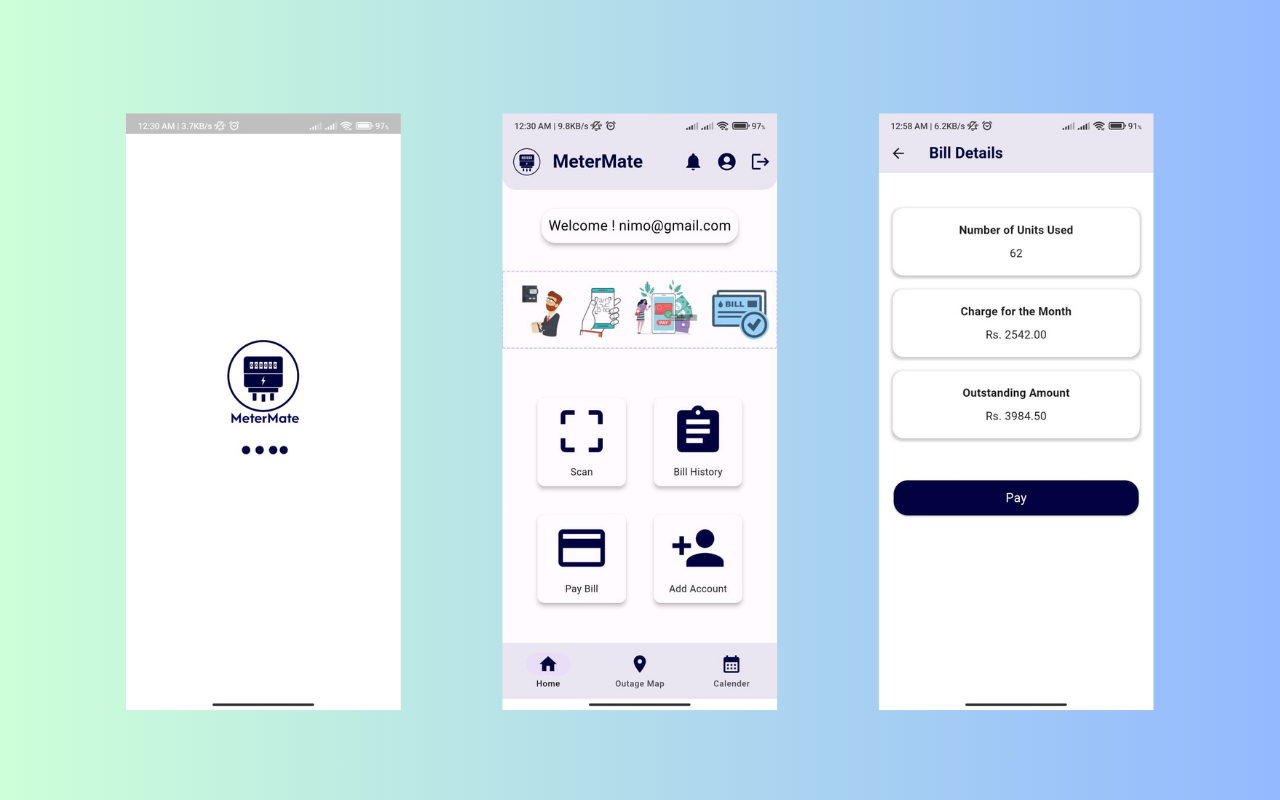 12:30 AM | 3.7KB/s
97%
MeterMate
12:30 AM | 9.8KB/s
97%
MeterMate
Welcome ! nimo@gmail.com
PAY
BILL
Scan
Bill History
Pay Bill
Add Account
Home
Outage Map
Calender
12:58 AM | 6.2KB/s
91%
Bill Details
Number of Units Used
62
Charge for the Month
Rs. 2542.00
Outstanding Amount
Rs. 3984.50
Pay